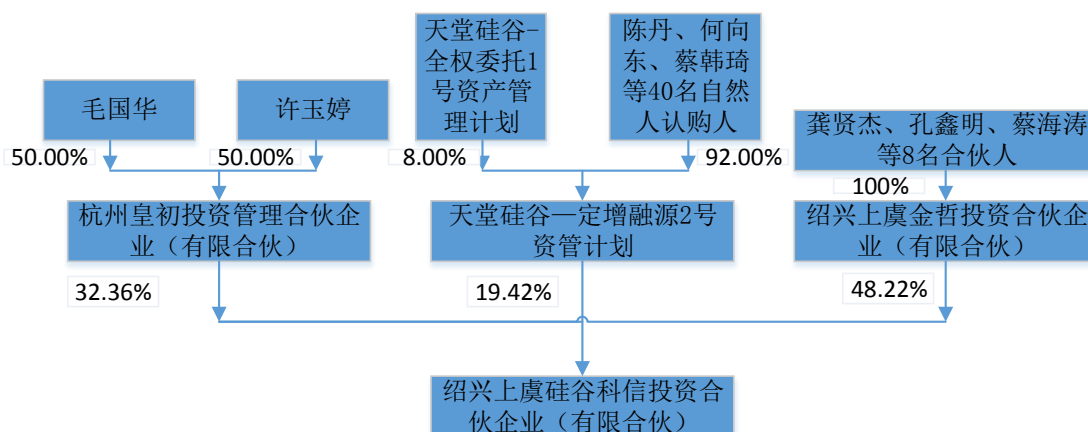 毛国华
许玉婷
天堂硅谷-
全权委托1
号资产管
理计划
陈丹、何向
东、蔡韩琦
等40名自然
人认购人
龚贤杰、孔鑫明、蔡海涛
等8名合伙人
50.00%
50.00%
8.00%
92.00%
100%
杭州皇初投资管理合伙企
业（有限合伙）
天堂硅谷—定增融源2号
资管计划
绍兴上虞金哲投资合伙企
业（有限合伙）
32.36%
19.42%
48.22%
绍兴上虞硅谷科信投资合
伙企业（有限合伙）